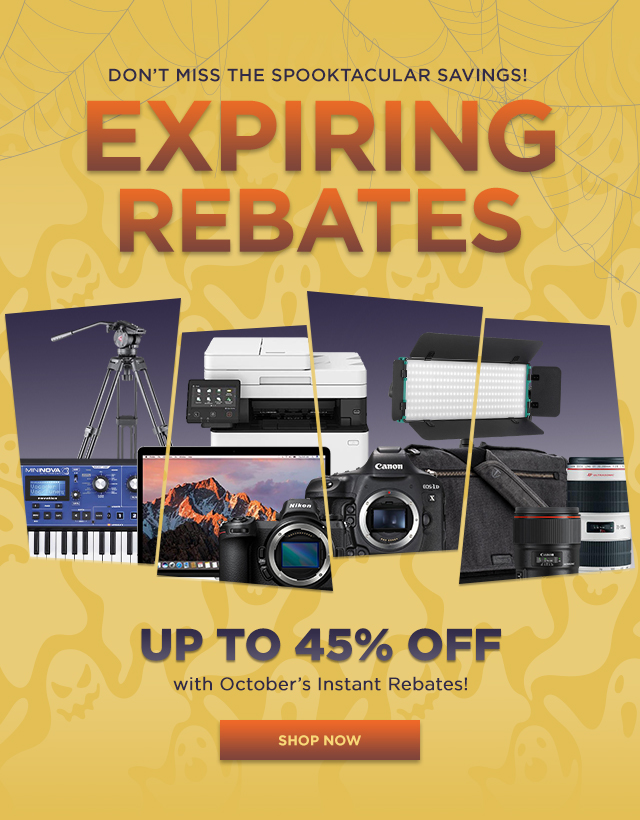 DON'T MISS THE SPOOKTACULAR SAVINGS!
EXPIRING
REBATES
MININOVA
Nikon
Canon
EOS-1D
X
Canon
UP TO 45% OFF
with October's Instant Rebates!
SHOP NOW